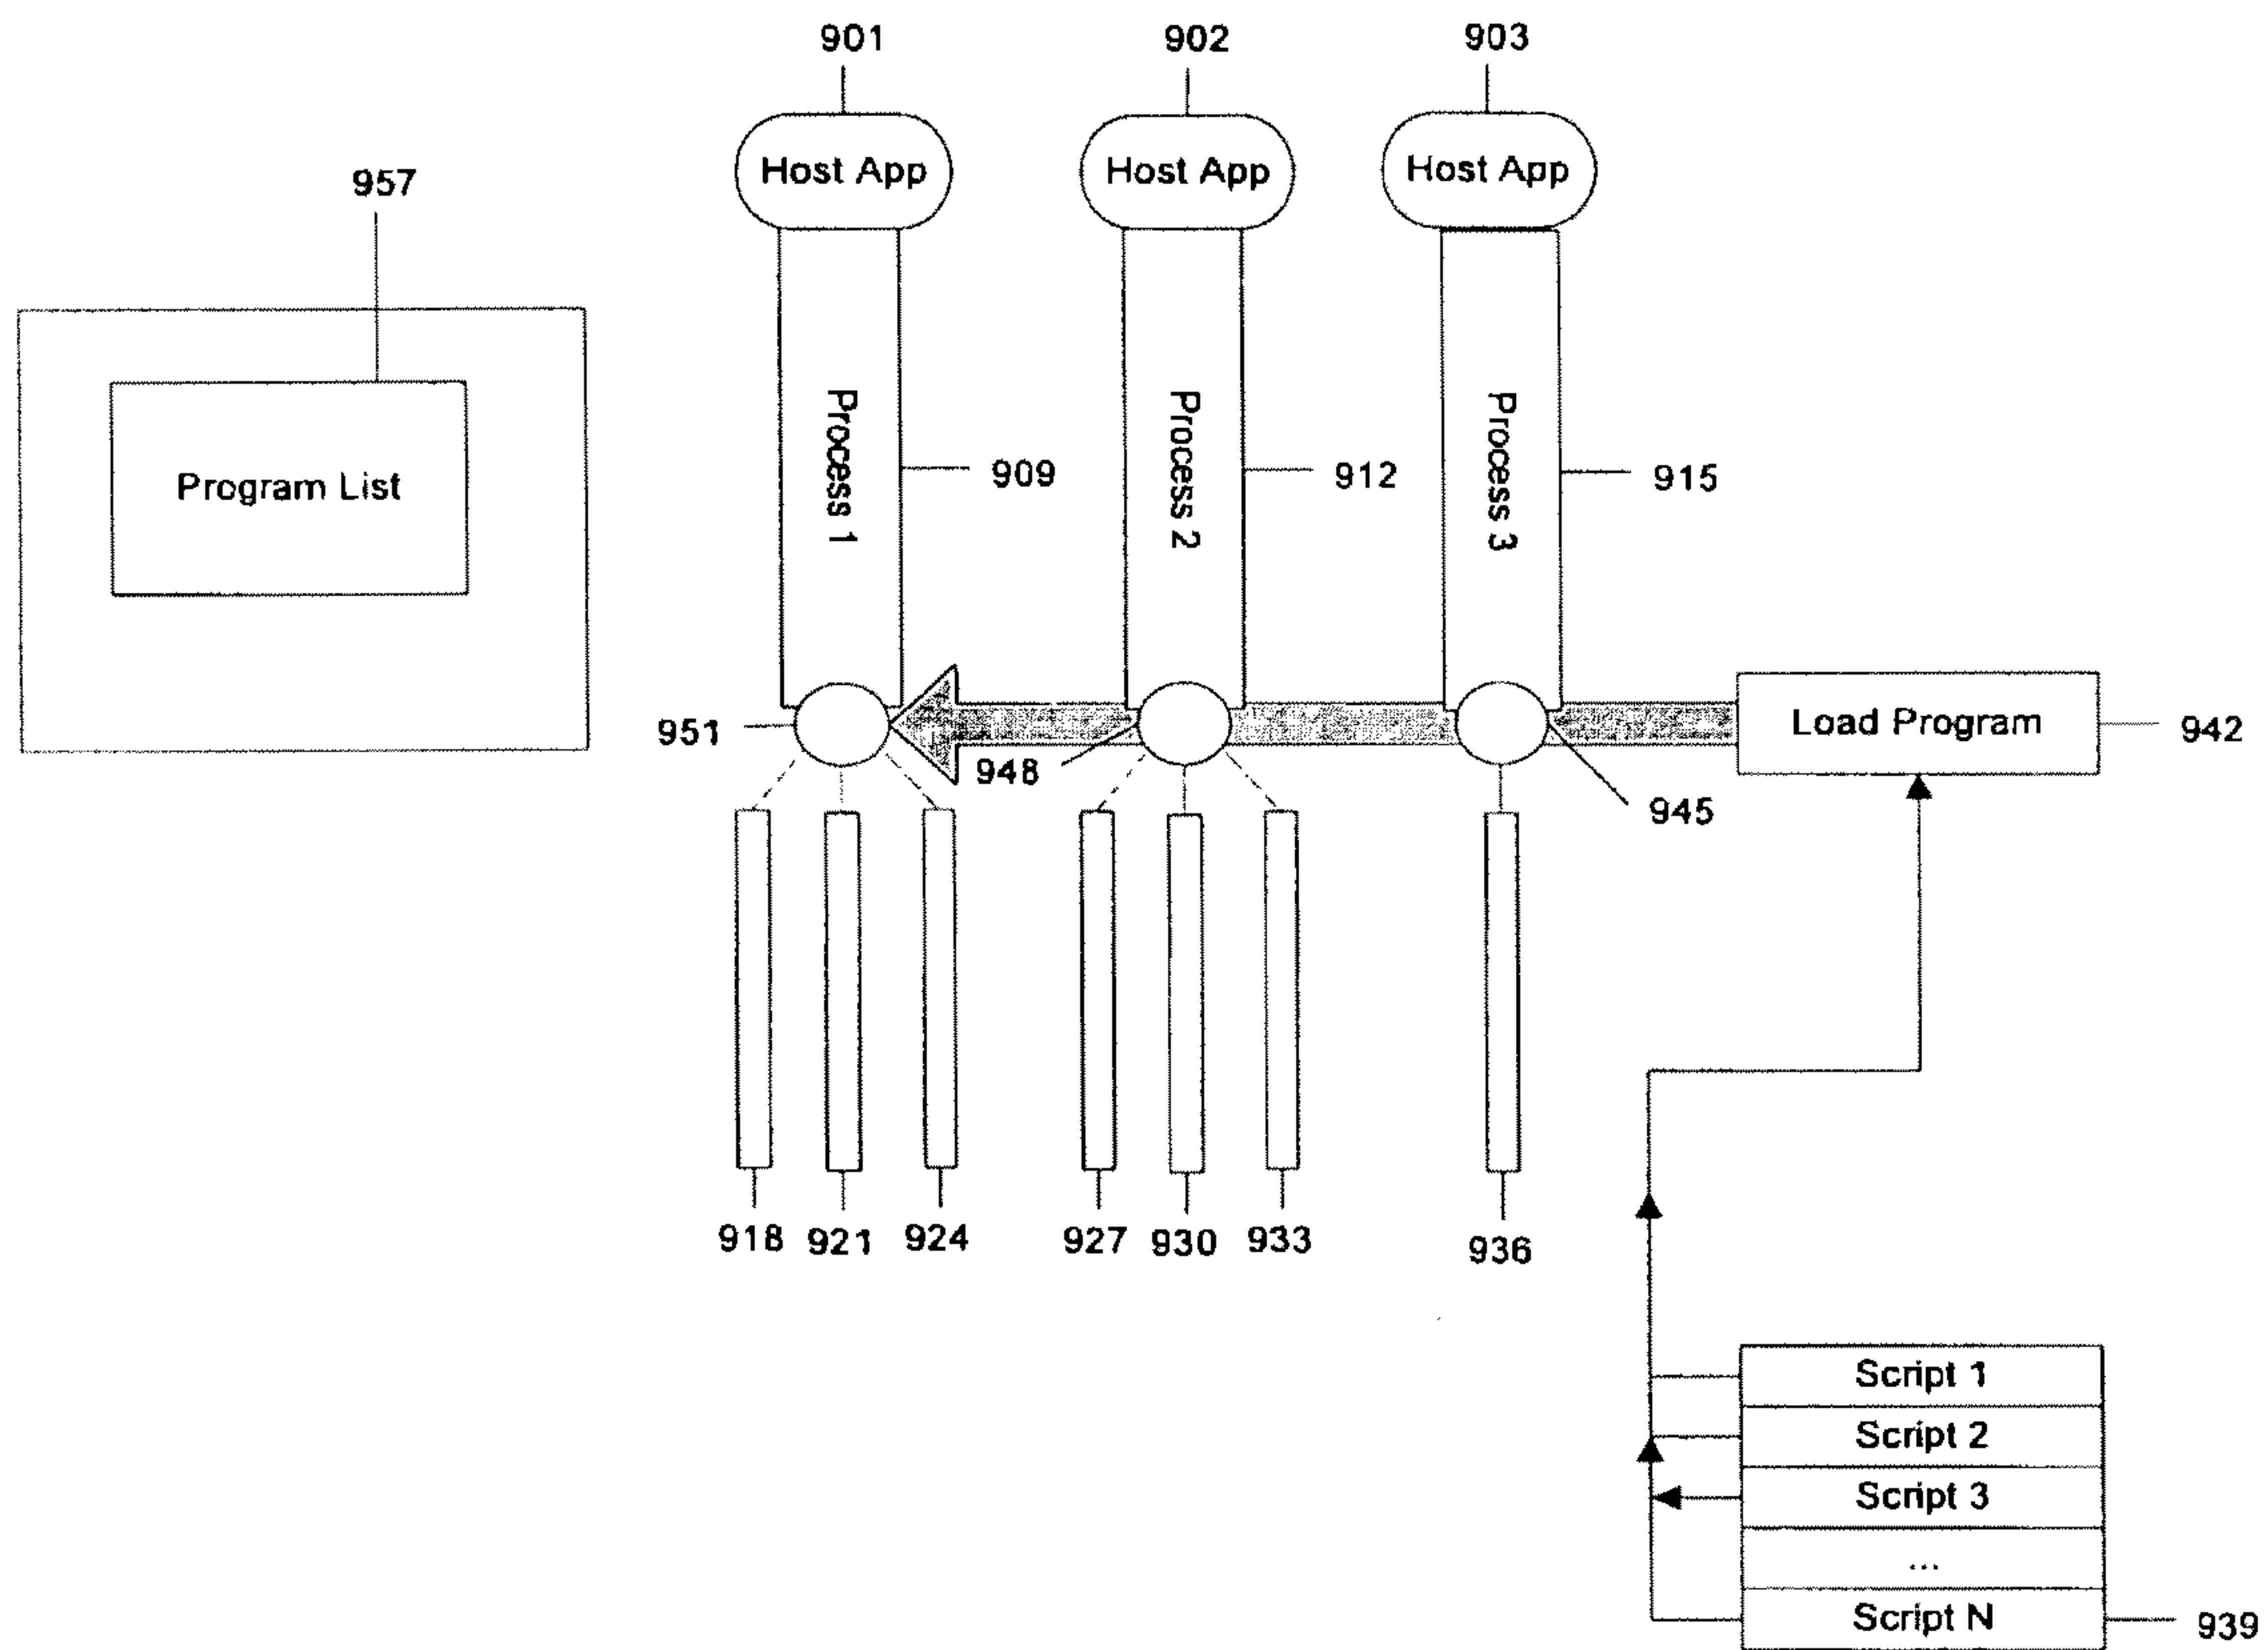 901
902
903
Host App
Host App
Host App
957
Program List
Process 1
Process 2
Process 3
909
912
915
951
948
945
Load Program
942
918
921
924
927
930
933
936
Script 1
Script 2
Script 3
...
Script N
939